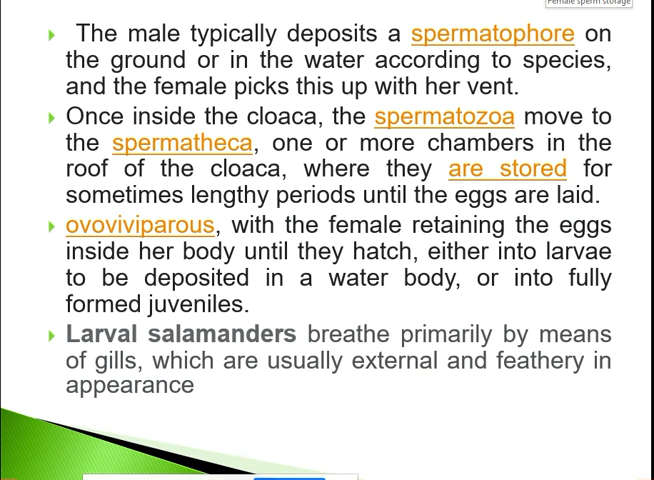 Female sperm storage
The male typically deposits a spermatophore on
the ground or in the water according to species,
and the female picks this up with her vent.
Once inside the cloaca, the spermatozoa move to
the spermatheca, one or more chambers in the
roof of the cloaca, where they are stored for
sometimes lengthy periods until the eggs are laid.
ovoviviparous, with the female retaining the eggs
inside her body until they hatch, either into larvae
to be deposited in a water body, or into fully
formed juveniles.
Larval salamanders breathe primarily by means
of gills, which are usually external and feathery in
appearance